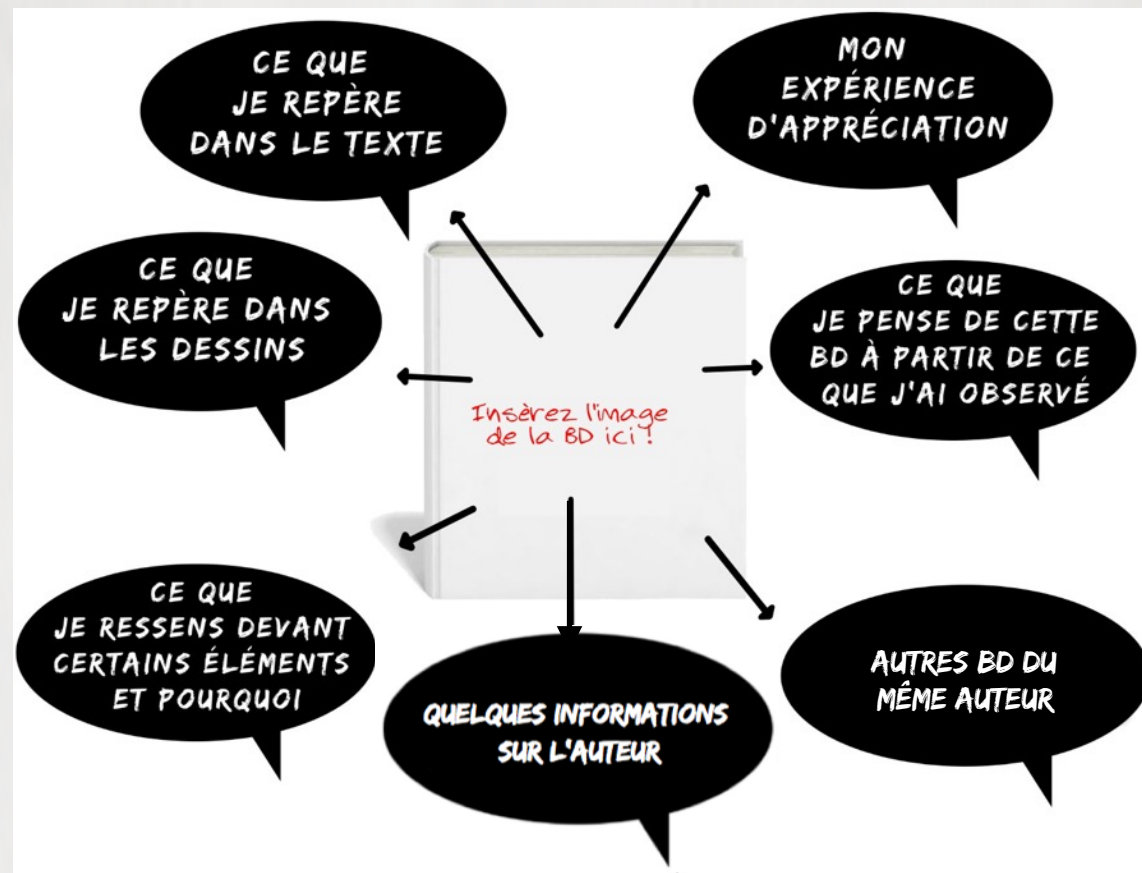 CE QUE
JE REPÈRE
DANS LE TEXTE
MON
EXPÉRIENCE
D'APPRÉCIATION
CE QUE
JE REPÈRE DANS
LES DESSINS
CE QUE
JE PENSE DE CETTE
BD À PARTIR DE CE
QUE J'AI OBSERVÉ
Insèrez l'image
de la BD ici !
CE QUE
JE RESSENS DEVANT
CERTAINS ÉLÉMENTS
ET POURQUOI
QUELQUES INFORMATIONS
SUR L'AUTEUR
AUTRES BD DU
MÊME AUTEUR